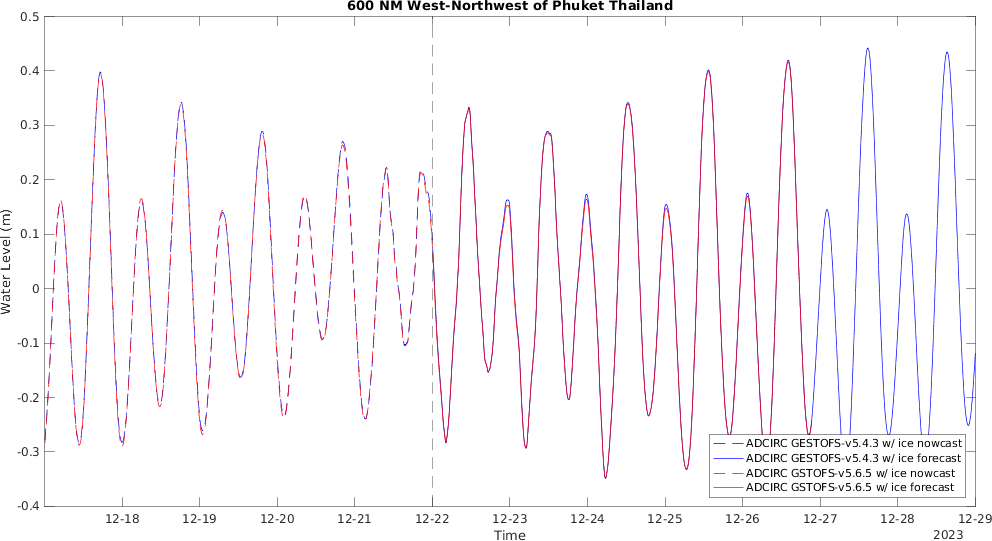 600 NM West-Northwest of Phuket Thailand
Water Level (m)
0.5
0.4
0.3
0.2
0.1
0
-0.1
-0.2
-0.3
-0.4
ADCIRC GESTOFS-v5.4.3 w/ ice nowcast
ADCIRC GESTOFS-v5.4.3 w/ ice forecast
ADCIRC GSTOFS-v5.6.5 w/ ice nowcast
ADCIRC GSTOFS-v5.6.5 w/ ice forecast
12-18 12-19 12-20 12-21 12-22 12-23 12-24 12-25 12-26 12-27 12-28 12-29
Time
2023